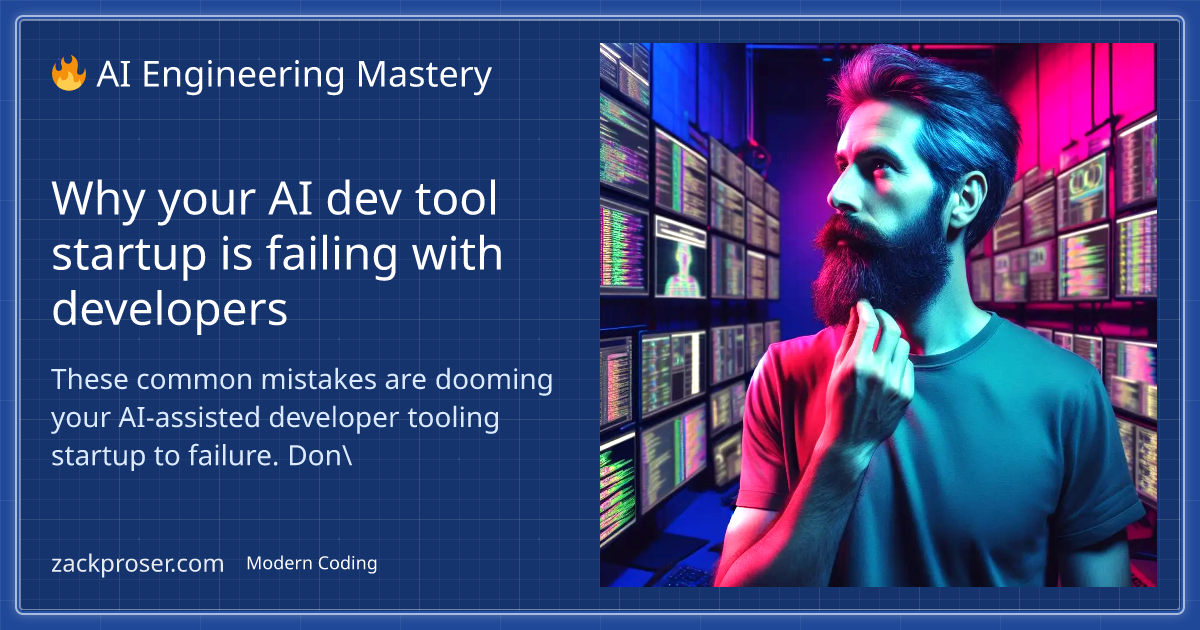 🔥 AI Engineering Mastery
Why your AI dev tool
startup is failing with
developers
These common mistakes are dooming
your AI-assisted developer tooling
startup to failure. Don\
zackproser.com Modern Coding